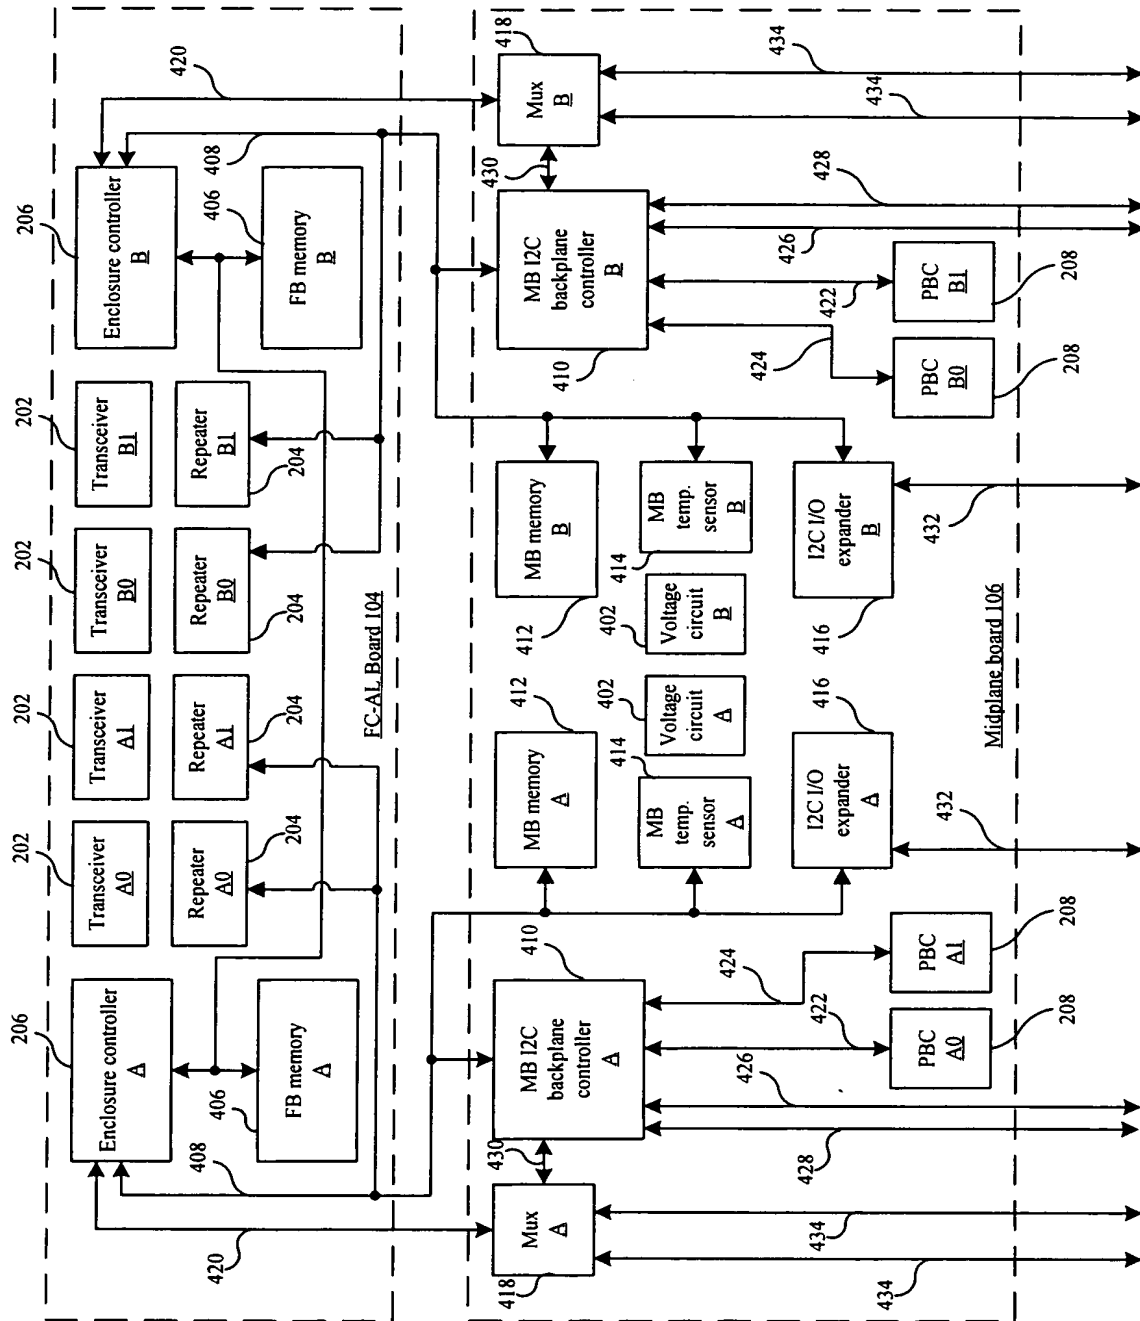 420
408
206
Enclosure controller
B
406
FB memory
B
202
Transceiver
B1
Repeater
B1
204
202
Transceiver
B0
Repeater
B0
204
FC-AL Board 104
202
Transceiver
A1
Repeater
A1
204
202
Transceiver
A0
Repeater
A0
204
206
Enclosure controller
A
406
FB memory
A
408
420
418
Mux
B
434
434
430
MB I2C
backplane
controller
B
410
428
426
422
424
PBC
B1
208
PBC
B0
208
MB memory
B
412
MB
temp.
sensor
B
414
I2C I/O
expander
B
416
432
402
Voltage
circuit
B
402
Voltage
circuit
A
Midplane board 106
412
MB memory
A
414
MB
temp.
sensor
A
416
I2C I/O
expander
A
432
410
MB I2C
backplane
controller
A
424
422
426
428
PBC
A1
208
PBC
A0
208
430
Mux
A
418
434
434